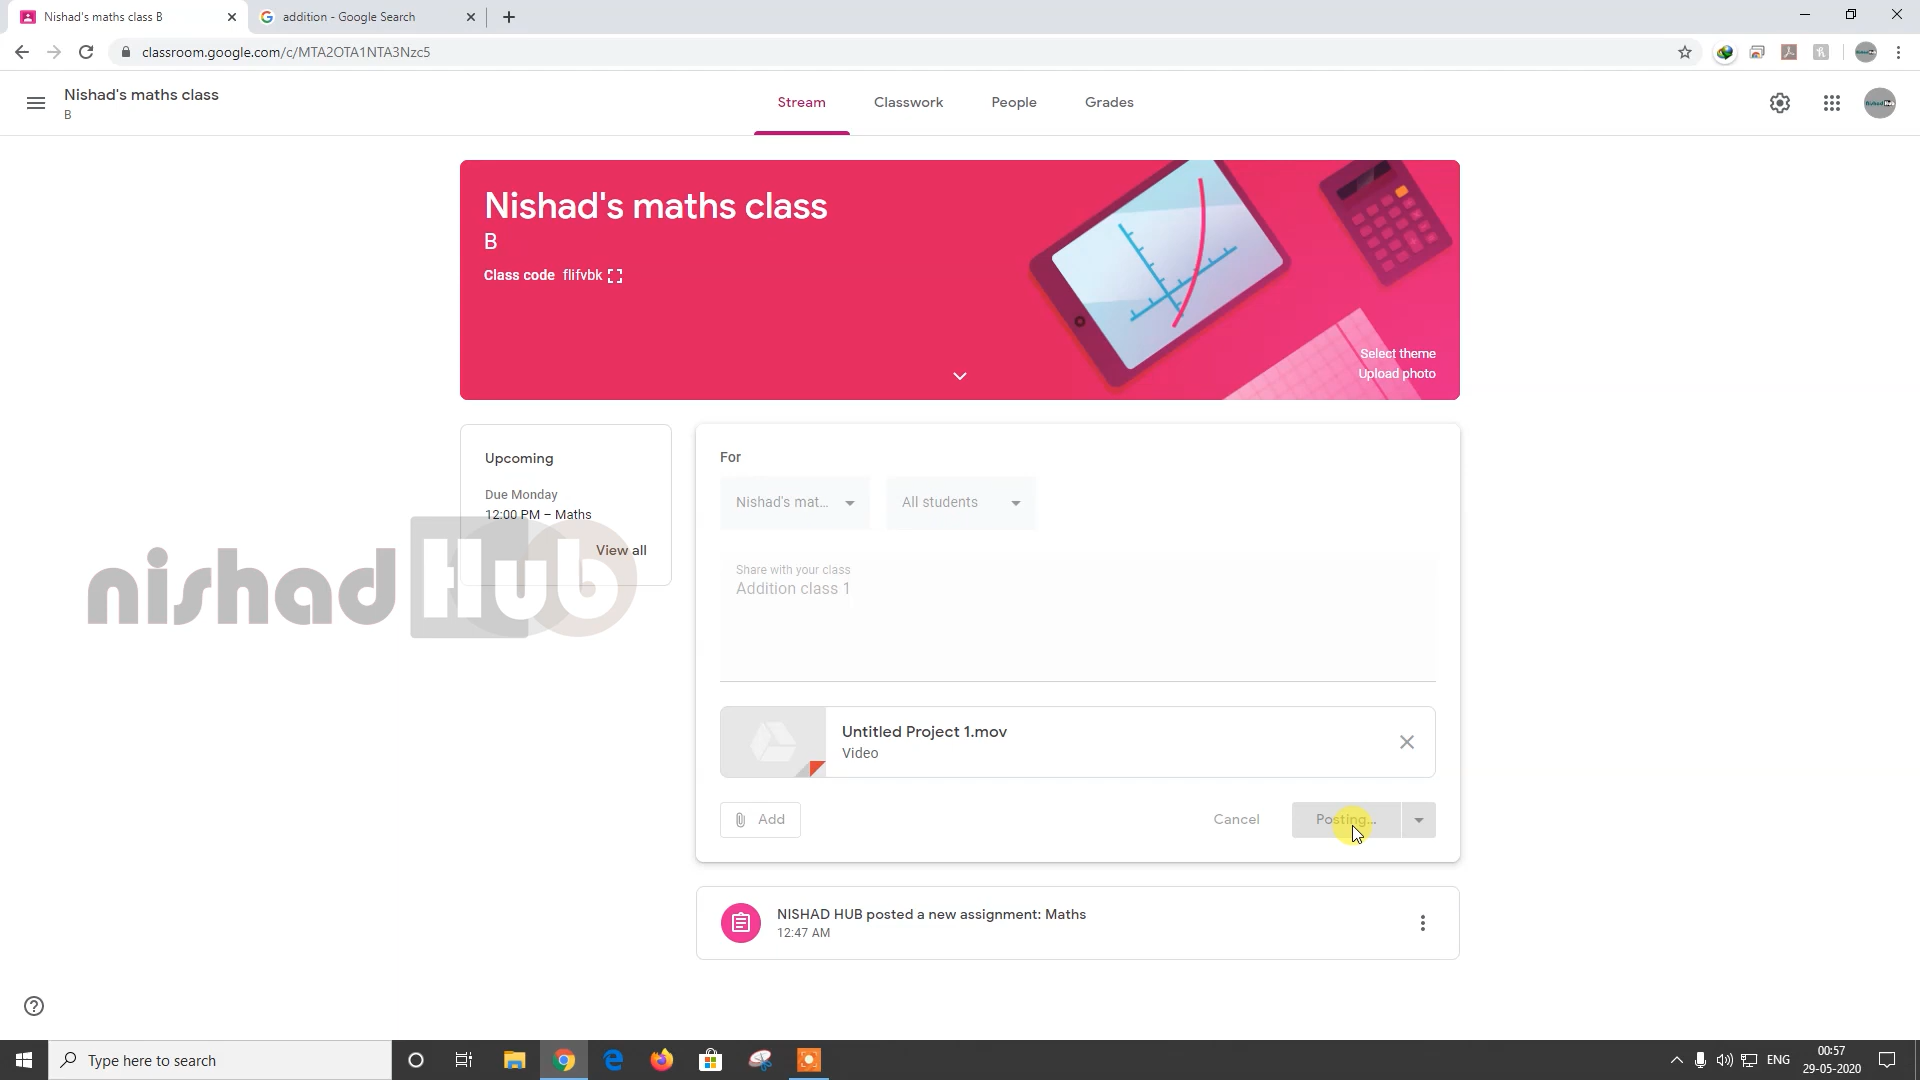 Nishad's maths class B
addition - Google Search
classroom.google.com/c/MTA2OTA1NTA3Nzc5
Nishad's maths class
B
Stream
Classwork
People
Grades
Nishad Hub
Nishad's maths class
B
Class code flifvbk
Select theme
Upload photo
Upcoming
Due Monday
12:00 PM – Maths
View all
nishadHub
For
Nishad's mat...
All students
Share with your class
Addition class 1
Untitled Project 1.mov
Video
Add
Cancel
Posting...
NISHAD HUB posted a new assignment: Maths
12:47 AM
Type here to search
ENG
00:57
29-05-2020